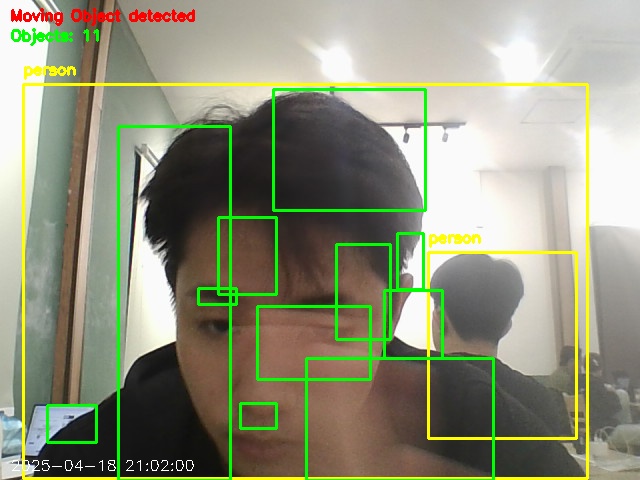 Moving Object detected
Objects: 11
person
person
2025-04-18 21:02:00